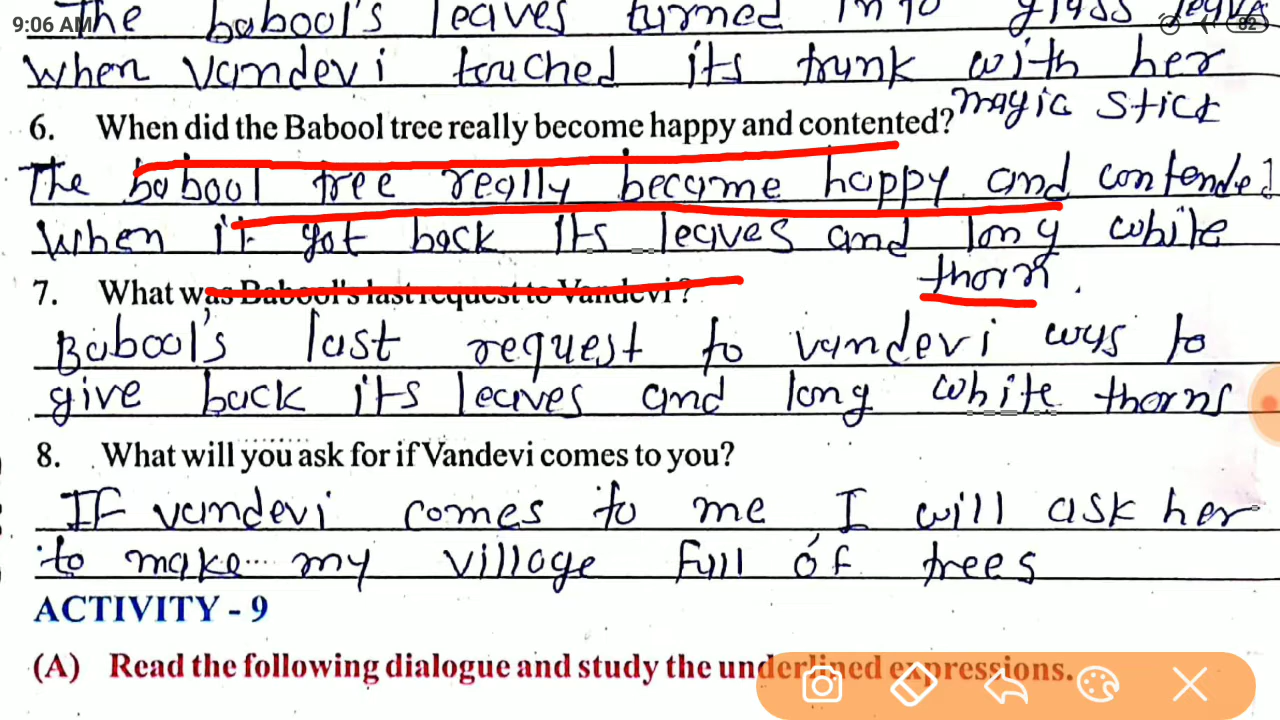 9:06 AM
82
The babool's leaves turned into glass leave
when vandevi touched its trunk with her
magic stick
6. When did the Babool tree really become happy and contented?
The babool tree really became happy and contended
when it got back its leaves and long white
thorn.
7. What was Babool's last request to Vandevi?
Babool's last request to vandevi was to
give back its leaves and long white thorns
8. What will you ask for if Vandevi comes to you?
IF vandevi comes to me I will ask her
to make my village full of trees
ACTIVITY - 9
(A) Read the following dialogue and study the underlined expressions.